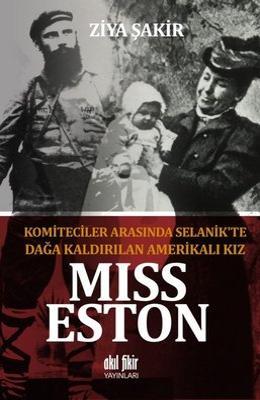 ZİYA ŞAKİR
KOMİTECİLER ARASINDA SELANİK'TE
DAĞA KALDIRILAN AMERİKALI KIZ
MISS
ESTON
akıl fikir
YAYINLARI